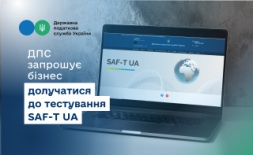 Державна
податкова
служба України
ДПС
запрошує
бізнес
долучатися
до тестування
SAF-T UA
SAF-T UA